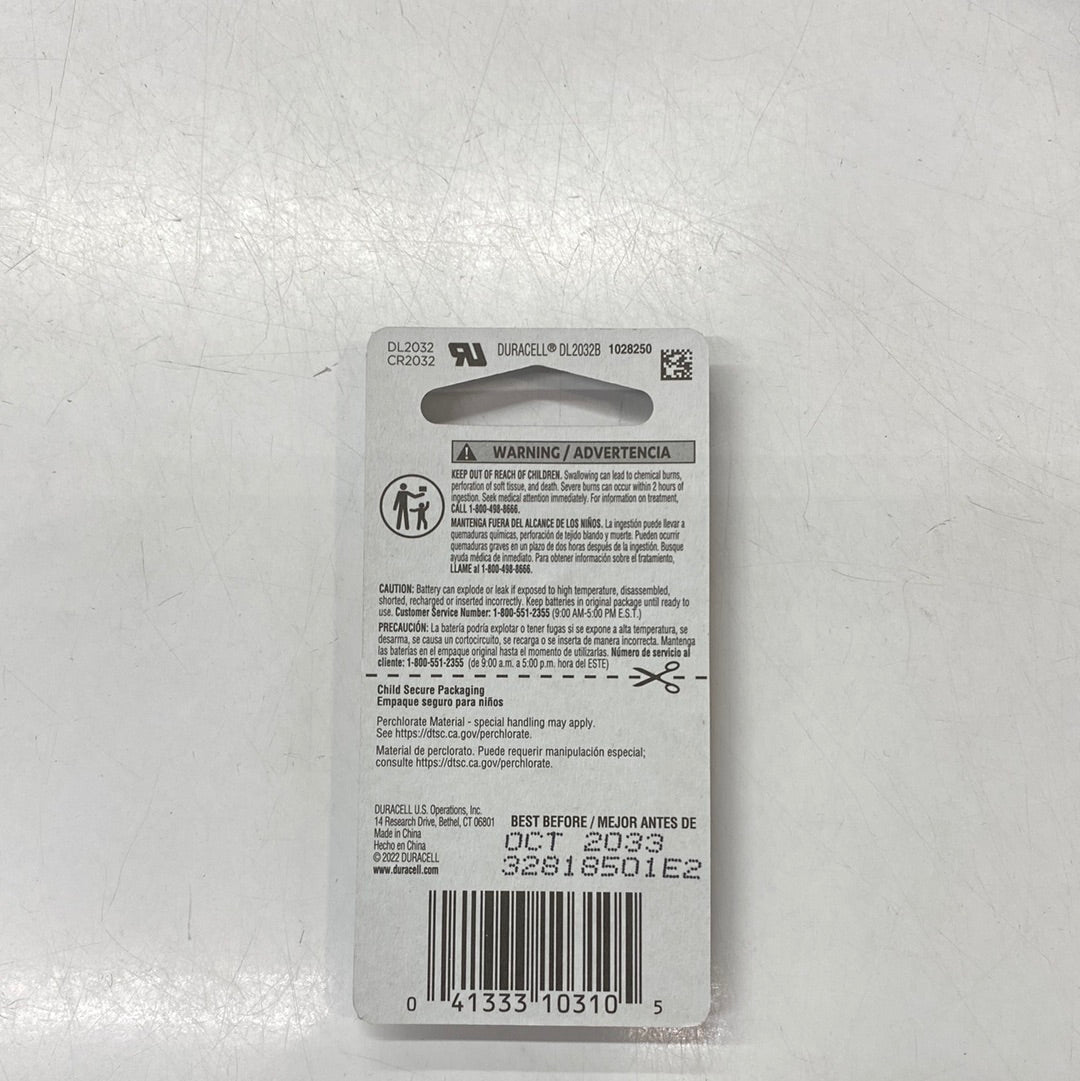 DL2032
CR2032
DURACELL® DL2032B 1028250
WARNING / ADVERTENCIA
KEEP OUT OF REACH OF CHILDREN. Swallowing can lead to chemical burns,
perforation of soft tissue, and death. Severe burns can occur within 2 hours of
ingestion. Seek medical attention immediately. For information on treatment,
CALL 1-800-498-8666.
MANTENGA FUERA DEL ALCANCE DE LOS NIÑOS. La ingestión puede llevar a
quemaduras químicas, perforación de tejido blando y muerte. Pueden ocurrir
quemaduras graves en un plazo de dos horas después de la ingestión. Busque
ayuda médica de inmediato. Para obtener información sobre el tratamiento,
LLAME al 1-800-498-8666.
CAUTION: Battery can explode or leak if exposed to high temperature, disassembled,
shorted, recharged or inserted incorrectly. Keep batteries in original package until ready to
use. Customer Service Number: 1-800-551-2355 (9:00 AM-5:00 PM E.S.T.)
PRECAUCIÓN: La batería podría explotar o tener fugas si se expone a alta temperatura, se
desarma, se causa un cortocircuito, se recarga o se inserta de manera incorrecta. Mantenga
las baterías en el empaque original hasta el momento de utilizarlas. Número de servicio al
cliente: 1-800-551-2355 (de 9:00 a.m. a 5:00 p.m. hora del ESTE)
Child Secure Packaging
Empaque seguro para niños
Perchlorate Material - special handling may apply.
See https://dtsc.ca.gov/perchlorate.
Material de perclorato. Puede requerir manipulación especial;
consulte https://dtsc.ca.gov/perchlorate.
DURACELL U.S. Operations, Inc.
14 Research Drive, Bethel, CT 06801
Made in China
Hecho en China
© 2022 DURACELL
www.duracell.com
BEST BEFORE / MEJOR ANTES DE
OCT 2033
32818501E2
0 41333 10310 5